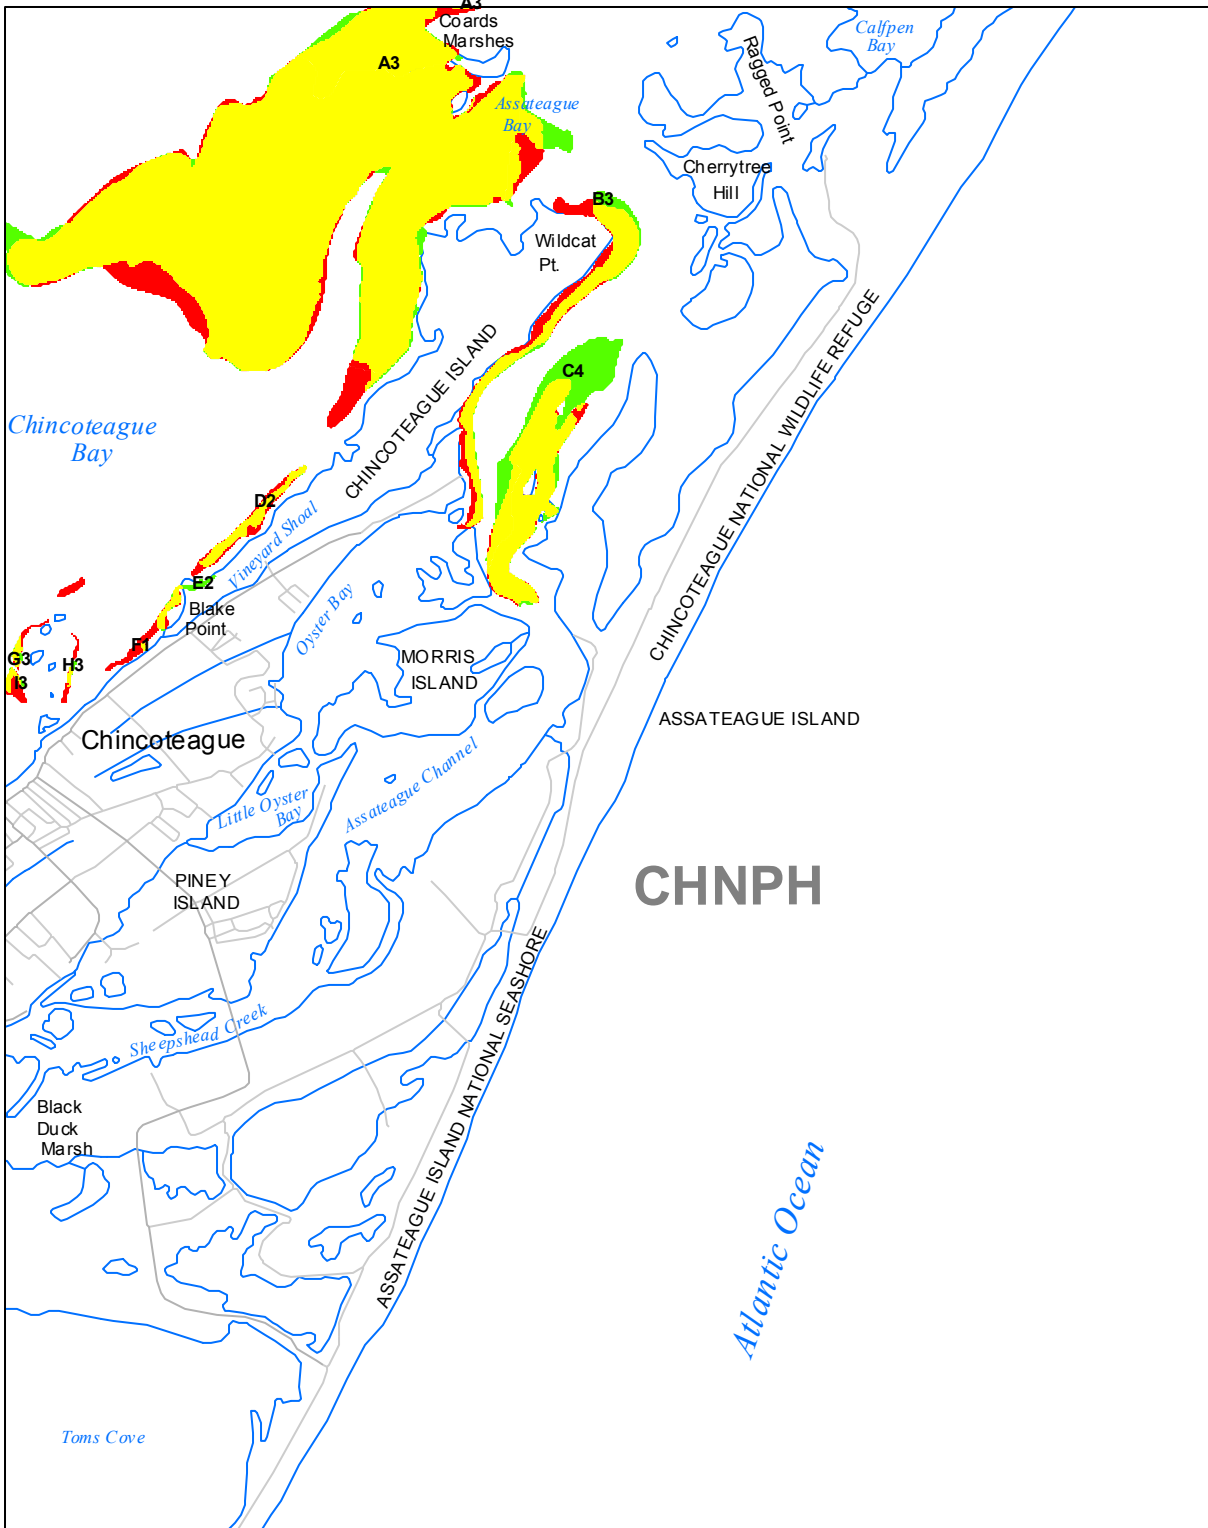 A3
Coards
Marshes
Calfpen
Bay
A3
Ragged Point
Assateague
Bay
Cherrytree
Hill
B3
Wildcat
Pt.
CHINCOTEAGUE ISLAND
CHINCOTEAGUE NATIONAL WILDLIFE REFUGE
C4
Chincoteague
Bay
D2
Vineyard Shoal
E2
Blake
Point
Oyster Bay
F1
G3
H3
I3
MORRIS
ISLAND
ASSATEAGUE ISLAND
Chincoteague
Assateague Channel
Little Oyster
Bay
PINEY
ISLAND
CHNPH
ASSATEAGUE ISLAND NATIONAL SEASHORE
Sheepshead Creek
Black
Duck
Marsh
Atlantic Ocean
Toms Cove